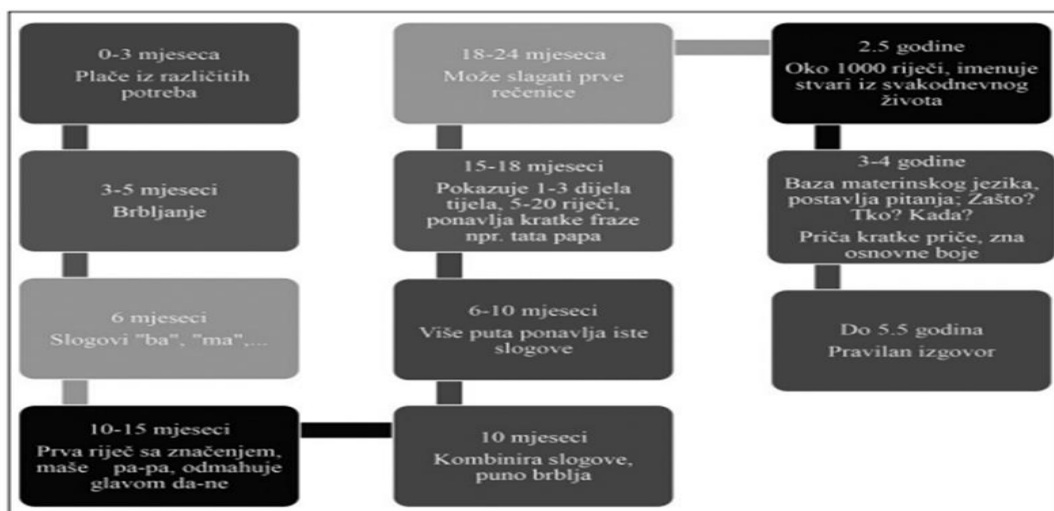 0-3 mjeseca
Plače iz različitih
potreba
3-5 mjeseci
Brbljanje
6 mjeseci
Slogovi "ba", "ma",...
10-15 mjeseci
Prva riječ sa značenjem,
maše pa-pa, odmahuje
glavom da-ne
10 mjeseci
Kombinira slogove,
puno brblja
6-10 mjeseci
Više puta ponavlja iste
slogove
15-18 mjeseci
Pokazuje 1-3 dijela
tijela, 5-20 riječi,
ponavlja kratke fraze
npr. tata papa
18-24 mjeseca
Može slagati prve
rečenice
2.5 godine
Oko 1000 riječi, imenuje
stvari iz svakodnevnog
života
3-4 godine
Baza materinskog jezika,
postavlja pitanja; Zašto?
Tko? Kada?
Priča kratke priče, zna
osnovne boje
Do 5.5 godina
Pravilan izgovor